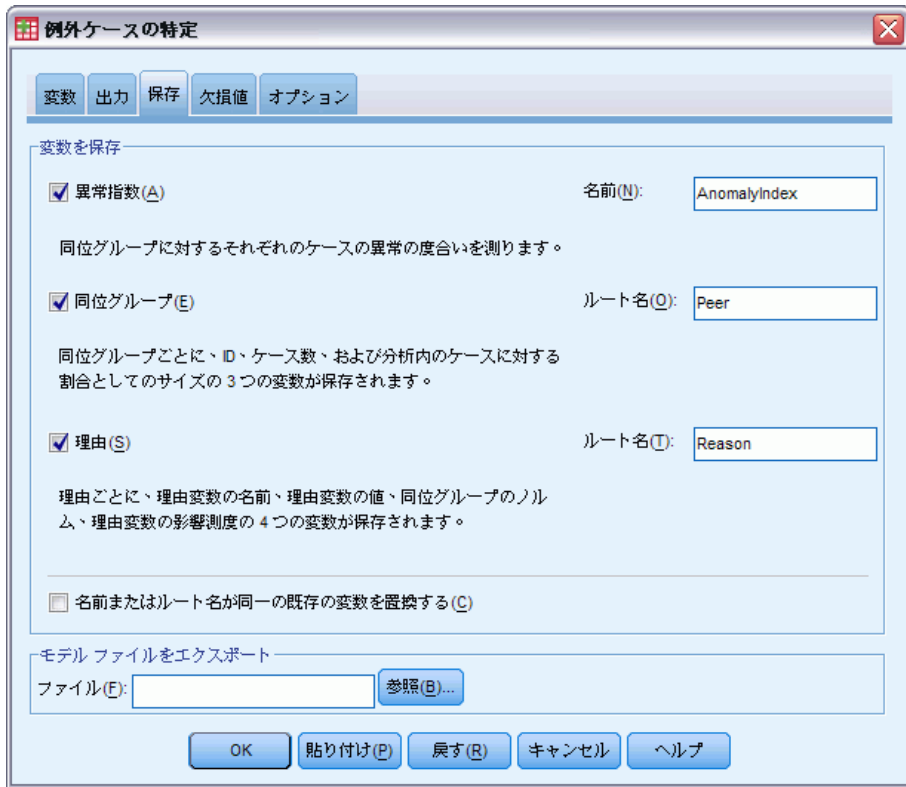 例外ケースの特定
変数 出力 保存 欠損値 オプション
変数を保存
異常指数(A) 名前(N): AnomalyIndex
同位グループに対するそれぞれのケースの異常の度合いを測ります。
同位グループ(E) ルート名(O): Peer
同位グループごとに、ID、ケース数、および分析内のケースに対する
割合としてのサイズの 3 つの変数が保存されます。
理由(S) ルート名(T): Reason
理由ごとに、理由変数の名前、理由変数の値、同位グループのノル
ム、理由変数の影響測度の 4 つの変数が保存されます。
名前またはルート名が同一の既存の変数を置換する(C)
モデル ファイルをエクスポート
ファイル(F): 参照(B)...
OK 貼り付け(P) 戻す(R) キャンセル ヘルプ